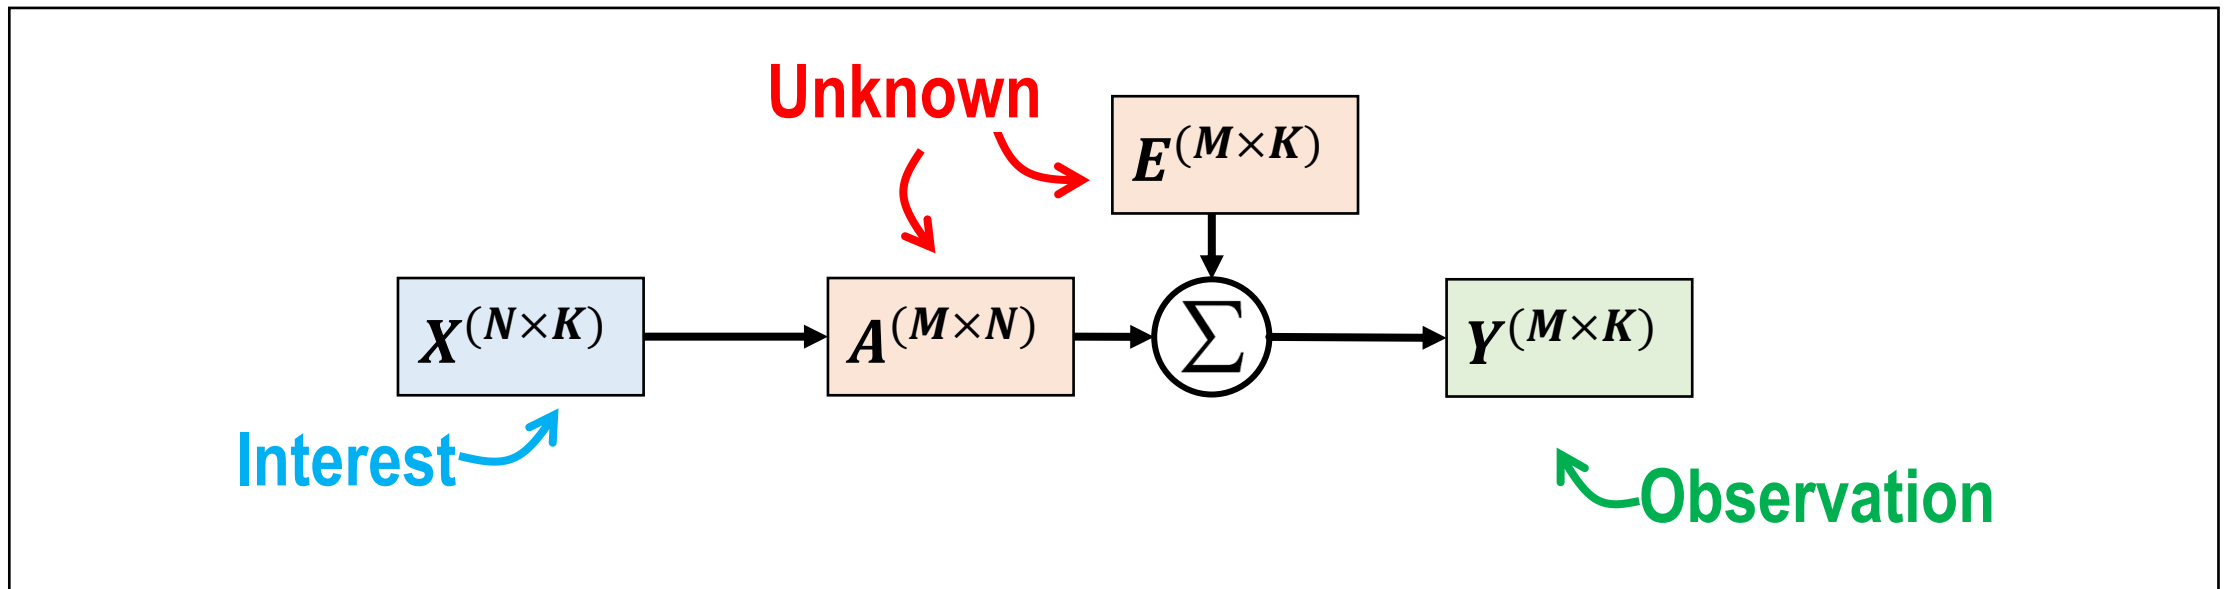 Unknown
E^(M×K)
X^(N×K)
A^(M×N)
∑
Y^(M×K)
Interest
Observation